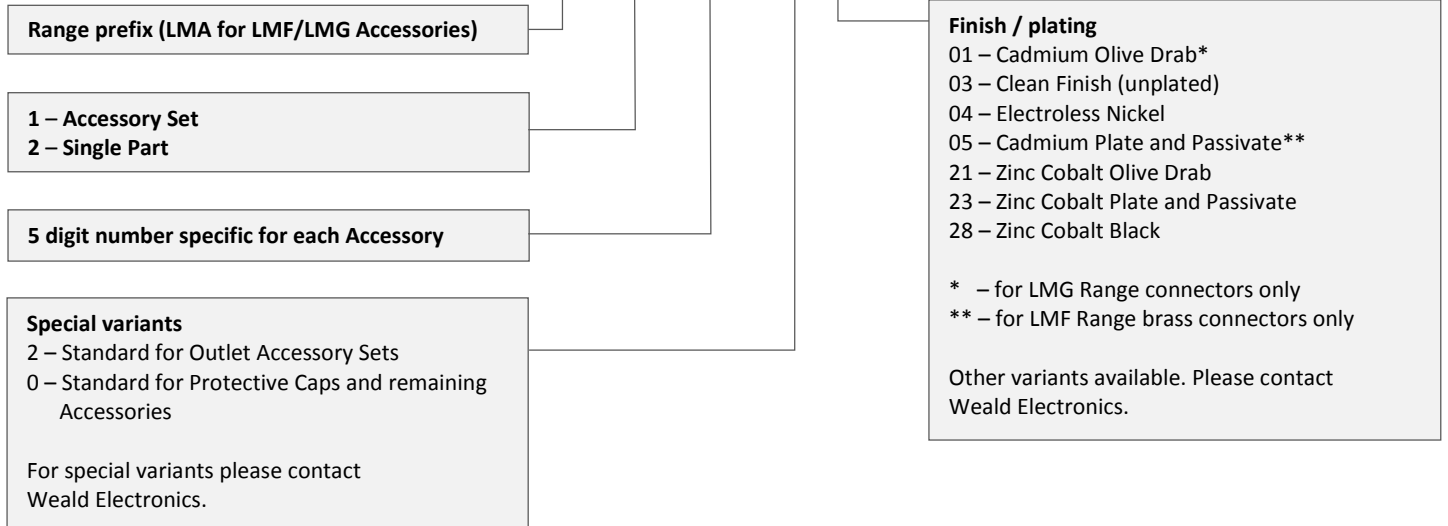 Range prefix (LMA for LMF/LMG Accessories)
1 – Accessory Set
2 – Single Part
5 digit number specific for each Accessory
Special variants
2 – Standard for Outlet Accessory Sets
0 – Standard for Protective Caps and remaining
Accessories
For special variants please contact
Weald Electronics.
Finish / plating
01 – Cadmium Olive Drab*
03 – Clean Finish (unplated)
04 – Electroless Nickel
05 – Cadmium Plate and Passivate**
21 – Zinc Cobalt Olive Drab
23 – Zinc Cobalt Plate and Passivate
28 – Zinc Cobalt Black
* – for LMG Range connectors only
** – for LMF Range brass connectors only
Other variants available. Please contact
Weald Electronics.